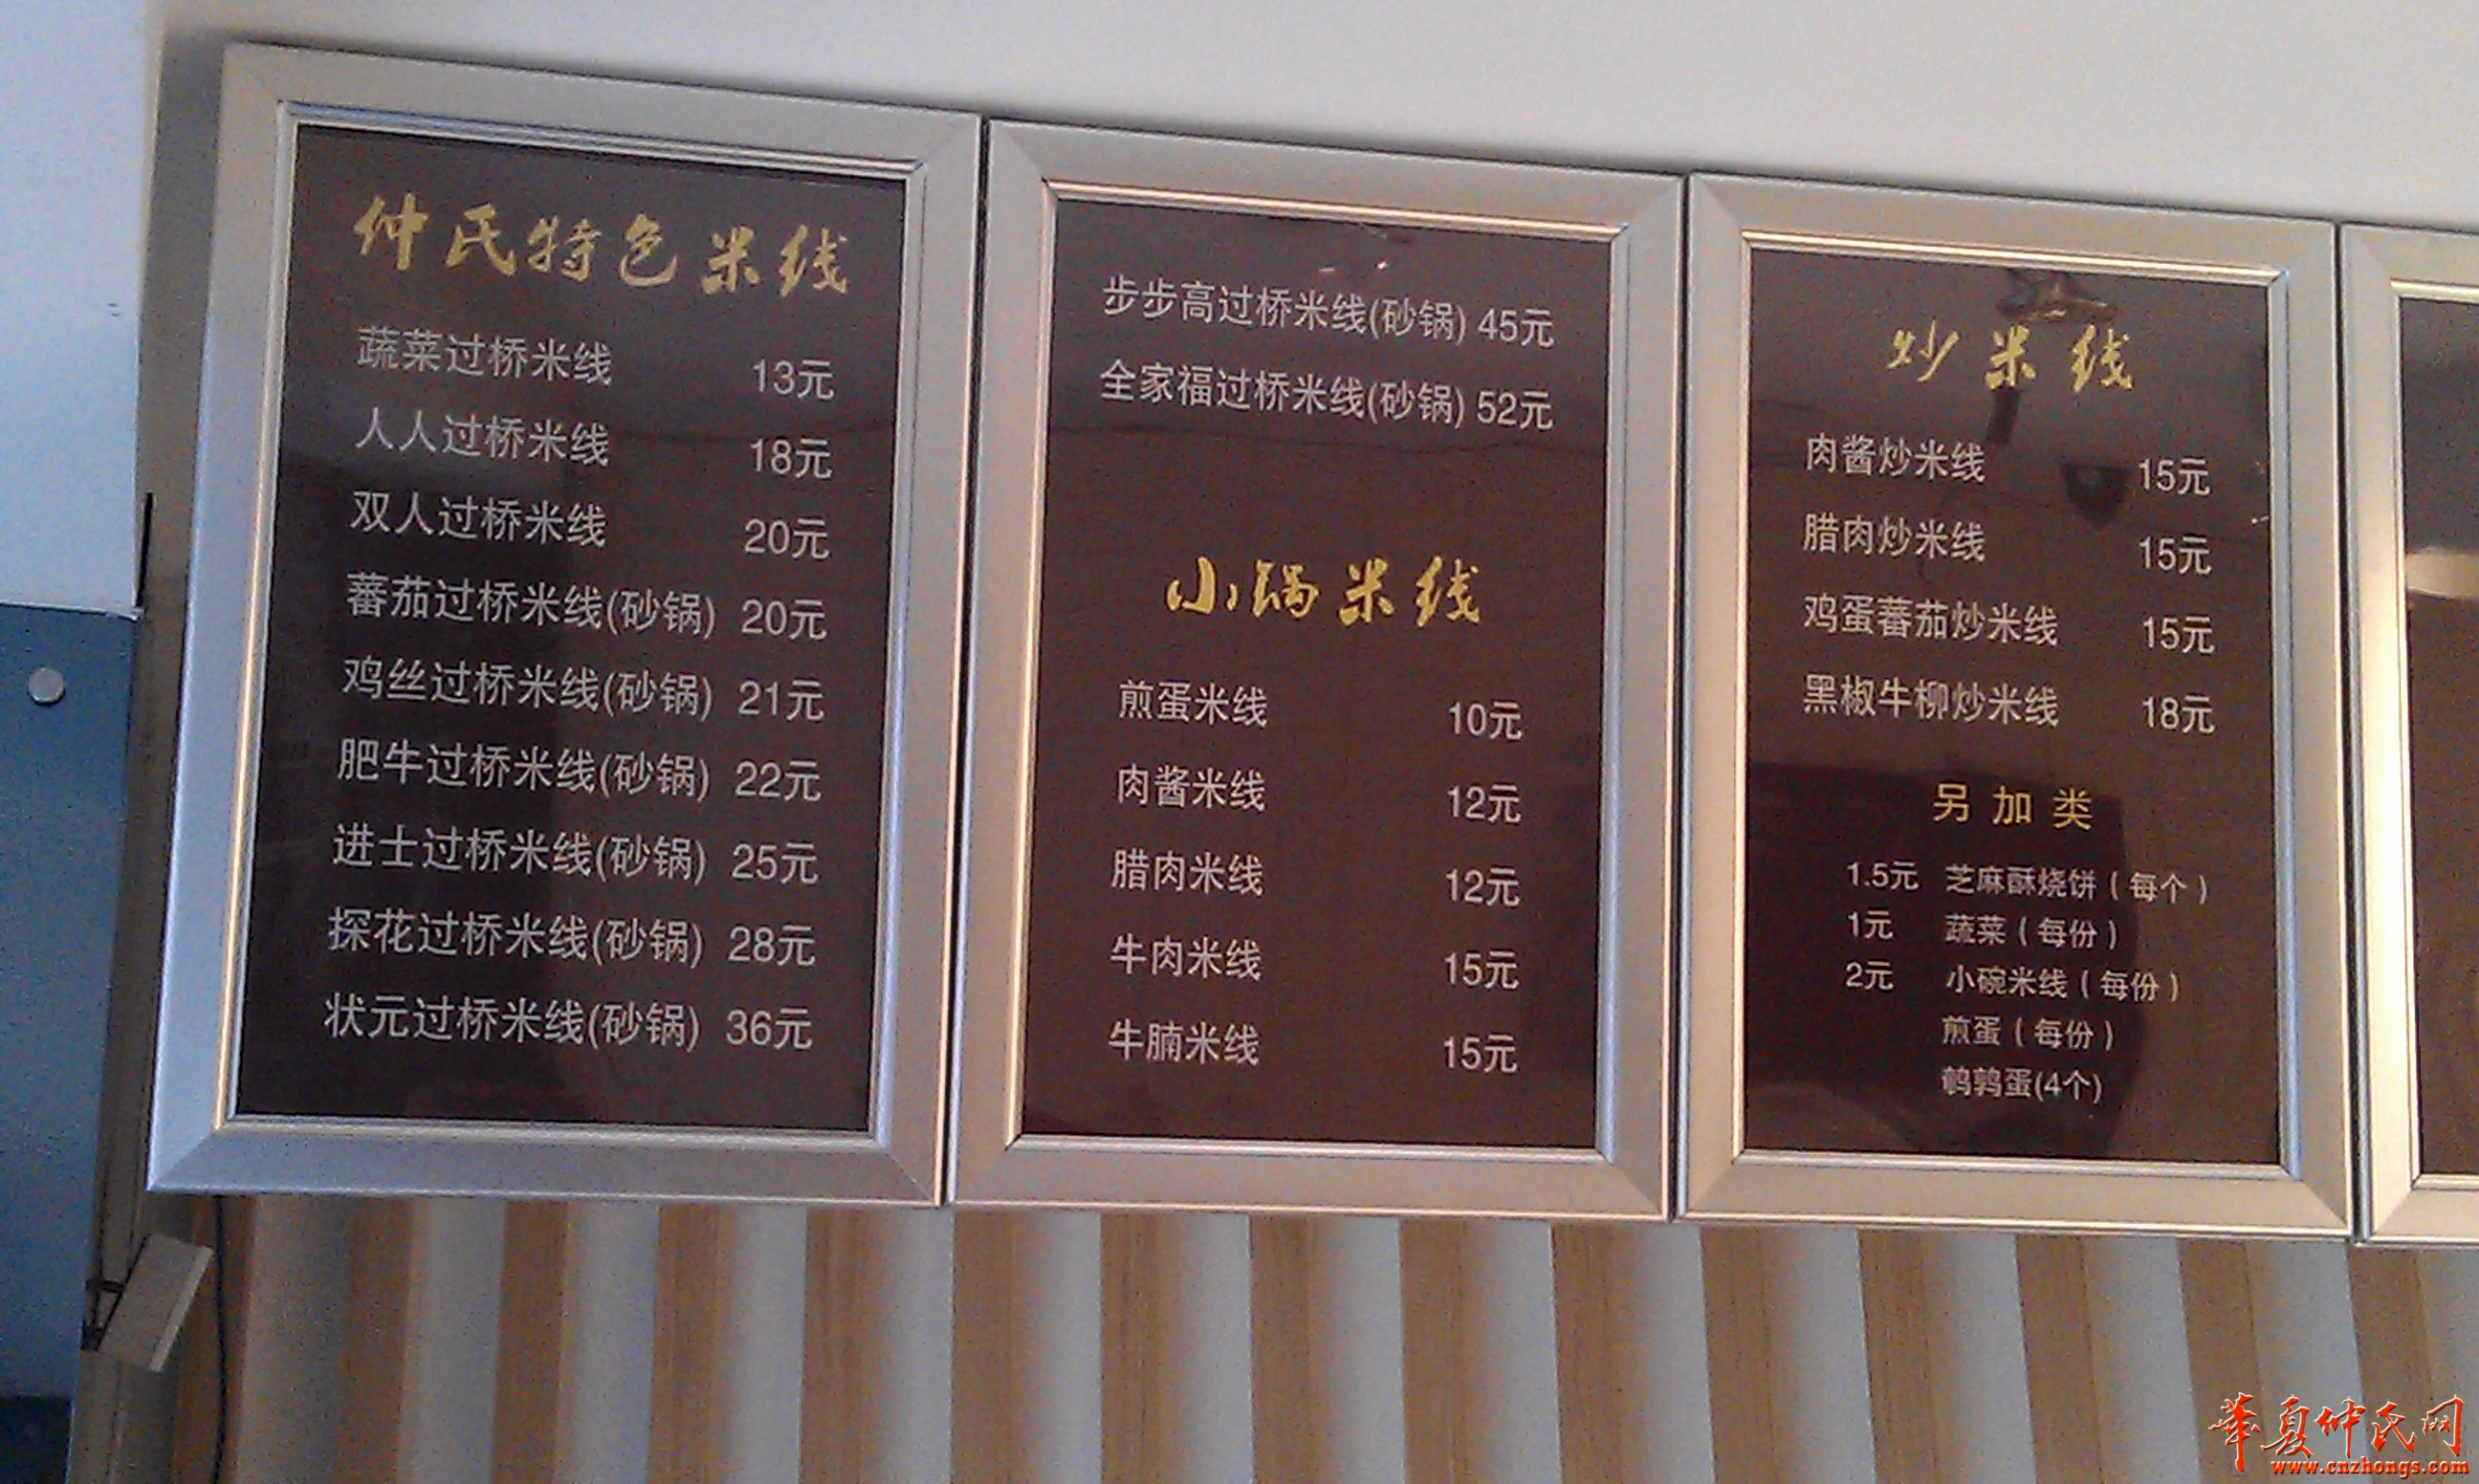 仲氏特色米线
蔬菜过桥米线 13元
人人过桥米线 18元
双人过桥米线 20元
蕃茄过桥米线(砂锅) 20元
鸡丝过桥米线(砂锅) 21元
肥牛过桥米线(砂锅) 22元
进士过桥米线(砂锅) 25元
探花过桥米线(砂锅) 28元
状元过桥米线(砂锅) 36元
步步高过桥米线(砂锅) 45元
全家福过桥米线(砂锅) 52元
小锅米线
煎蛋米线 10元
肉酱米线 12元
腊肉米线 12元
牛肉米线 15元
牛腩米线 15元
炒米线
肉酱炒米线 15元
腊肉炒米线 15元
鸡蛋蕃茄炒米线 15元
黑椒牛柳炒米线 18元
另加类
1.5元 芝麻酥烧饼（每个）
1元 蔬菜（每份）
2元 小碗米线（每份）
煎蛋（每份）
鹌鹑蛋(4个)
華夏仲氏网
www.cnzhongs.com